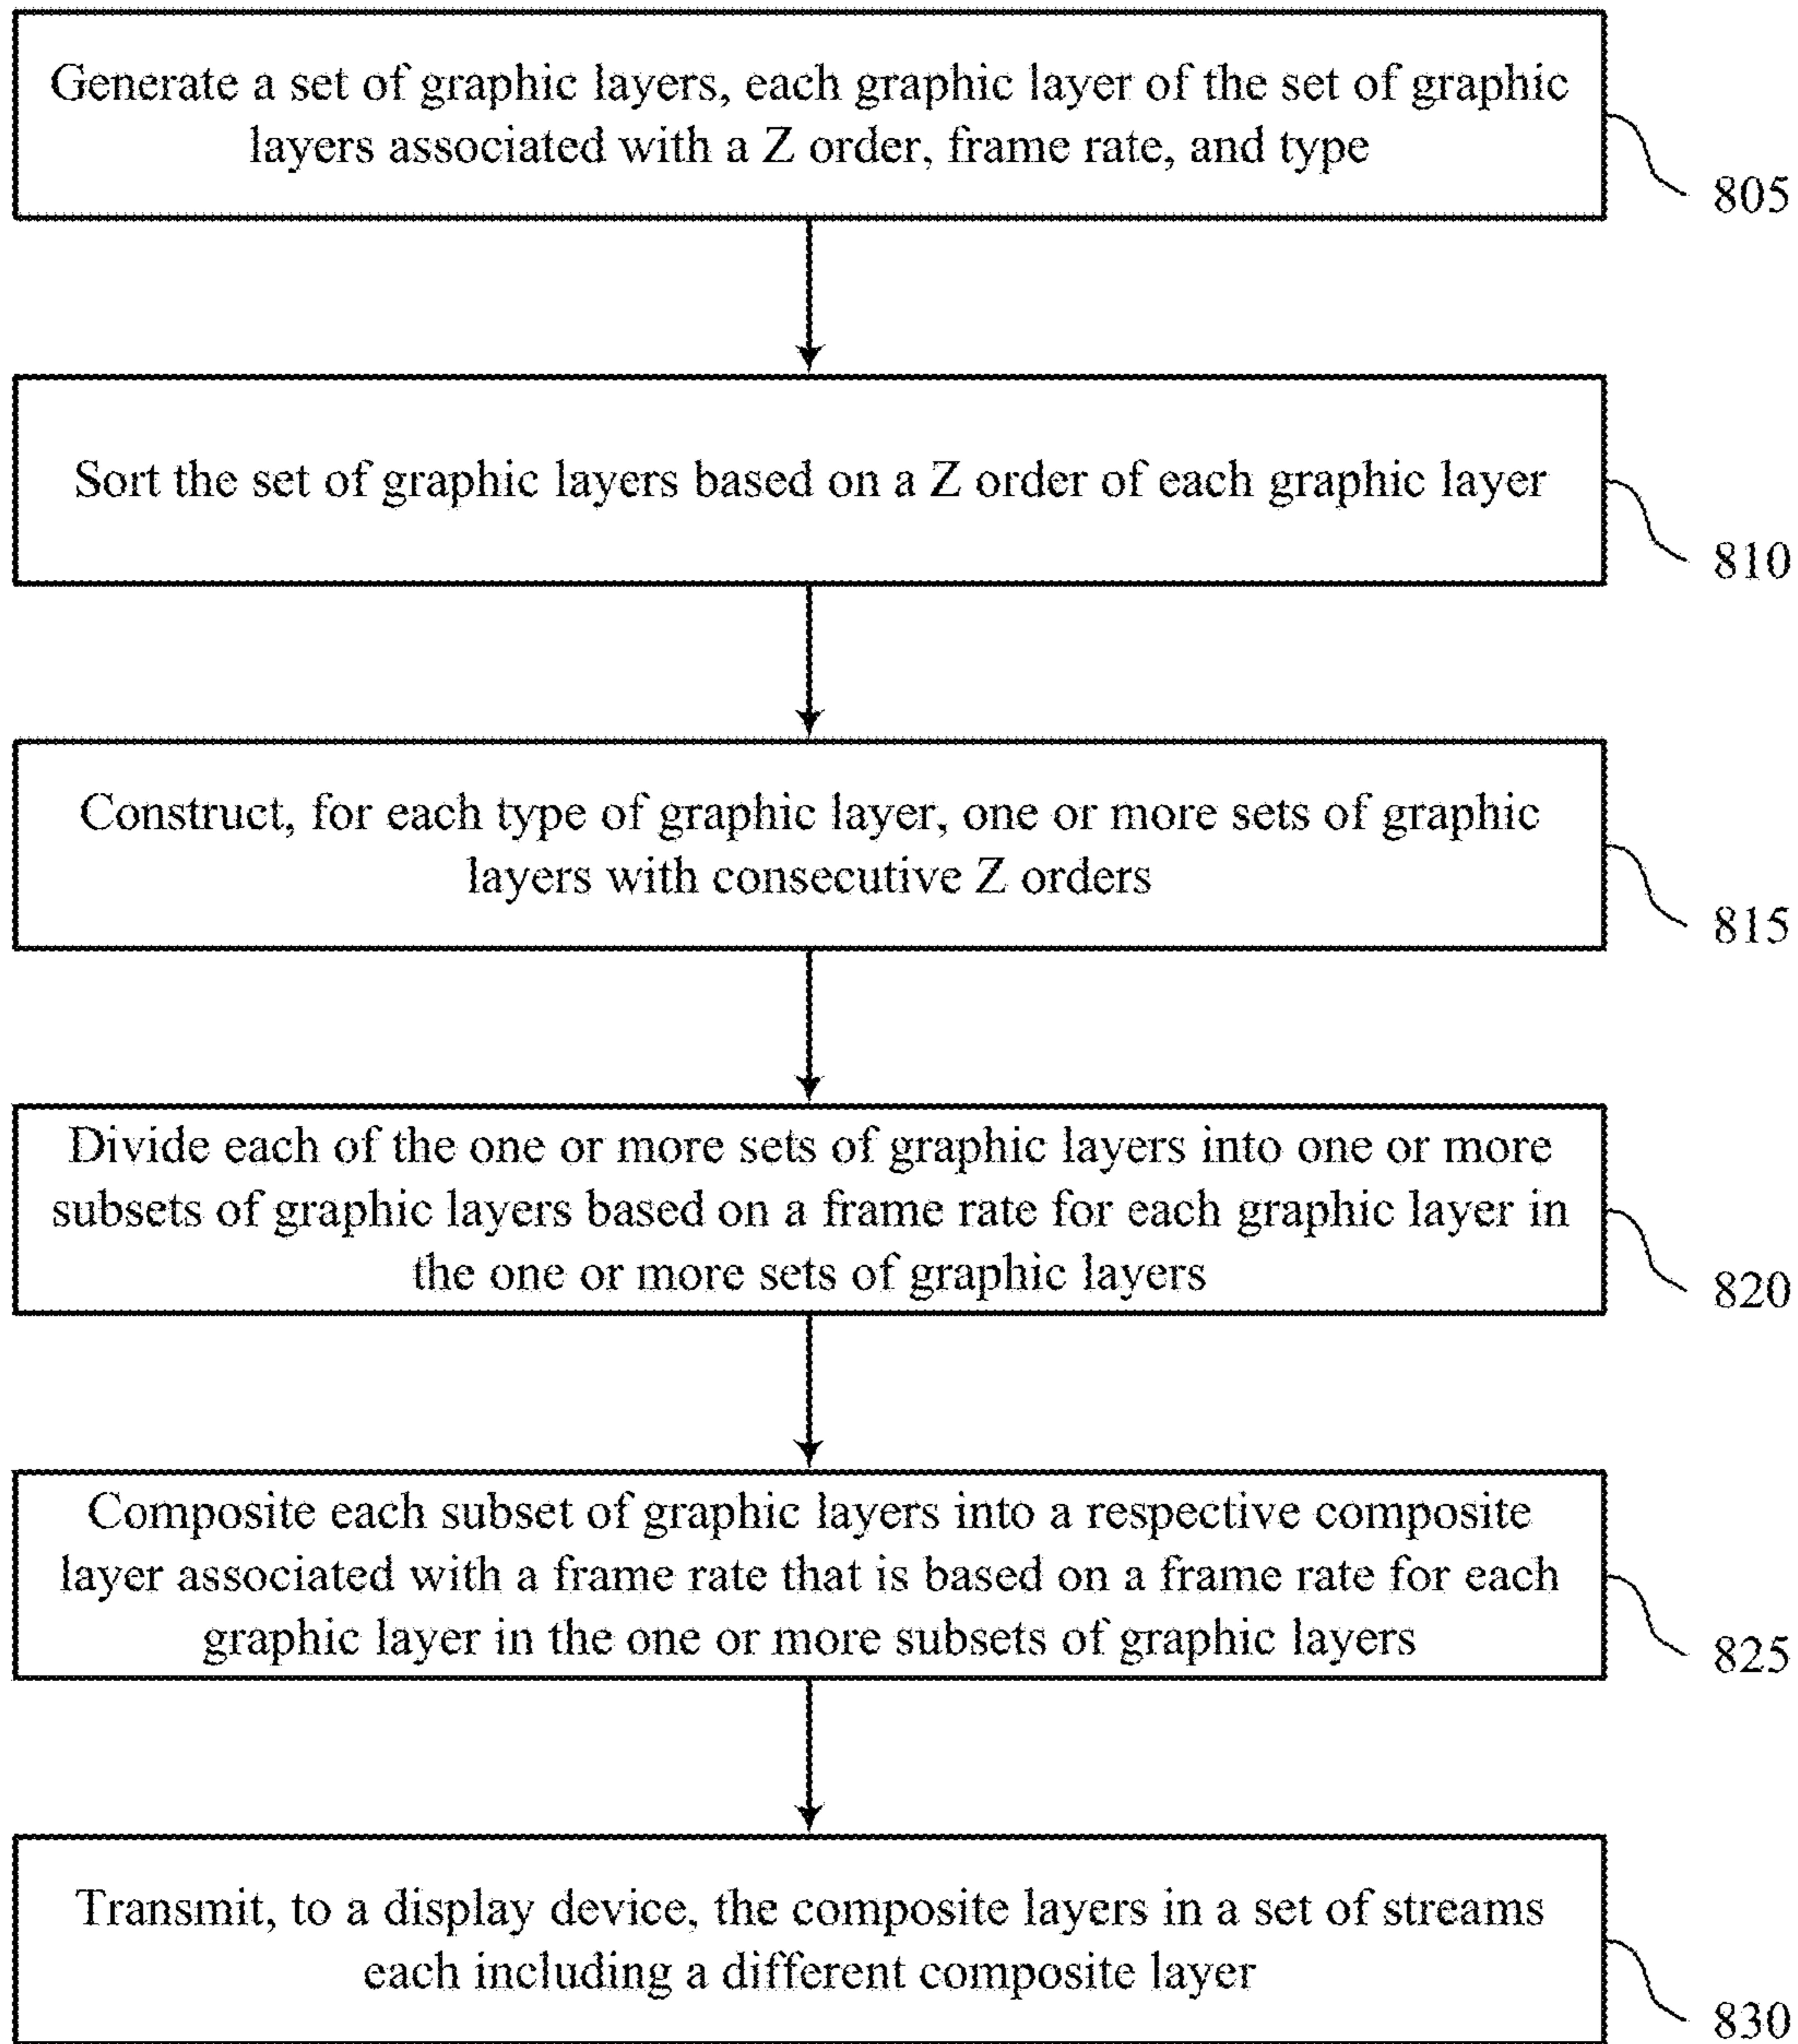 Generate a set of graphic layers, each graphic layer of the set of graphic
layers associated with a Z order, frame rate, and type
805
Sort the set of graphic layers based on a Z order of each graphic layer
810
Construct, for each type of graphic layer, one or more sets of graphic
layers with consecutive Z orders
815
Divide each of the one or more sets of graphic layers into one or more
subsets of graphic layers based on a frame rate for each graphic layer in
the one or more sets of graphic layers
820
Composite each subset of graphic layers into a respective composite
layer associated with a frame rate that is based on a frame rate for each
graphic layer in the one or more subsets of graphic layers
825
Transmit, to a display device, the composite layers in a set of streams
each including a different composite layer
830